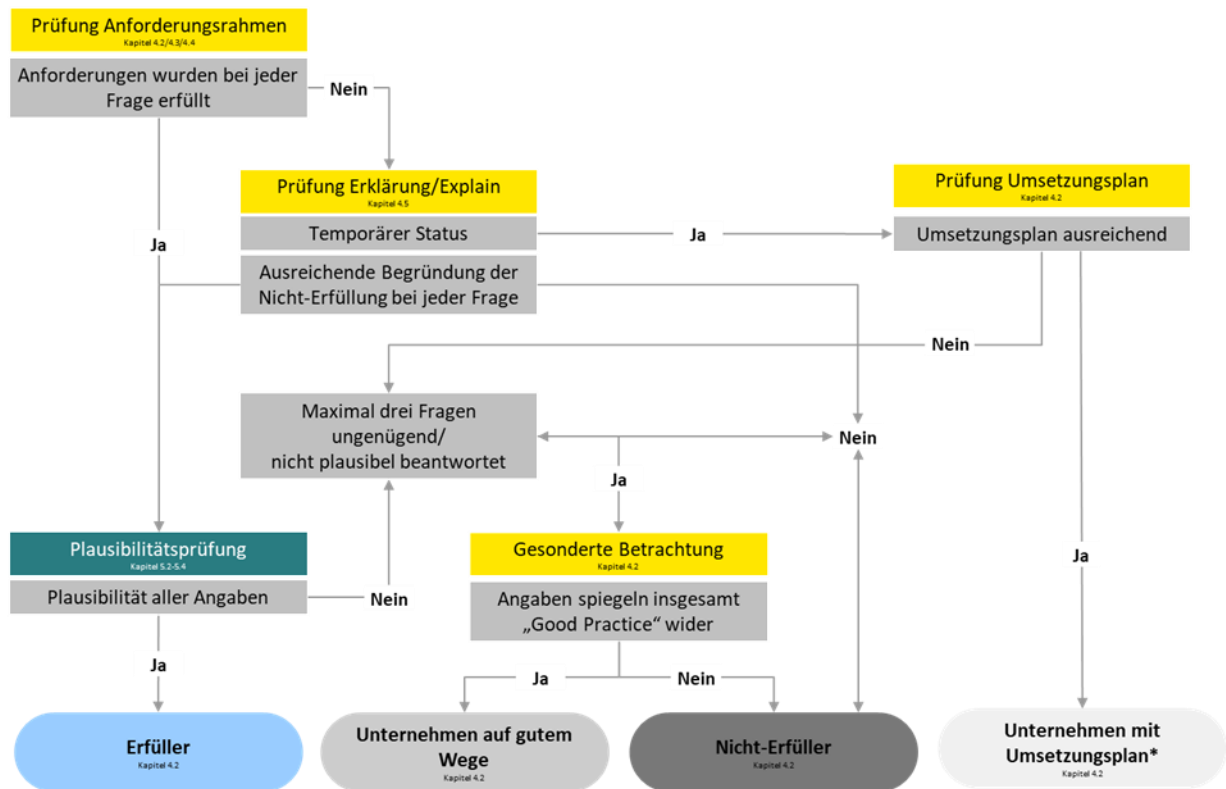 Prüfung Anforderungsrahmen
Kapitel 4.2/4.3/4.4
Anforderungen wurden bei jeder
Frage erfüllt
Nein
Prüfung Erklärung/Explain
Kapitel 4.5
Temporärer Status
Ausreichende Begründung der
Nicht-Erfüllung bei jeder Frage
Ja
Ja
Prüfung Umsetzungsplan
Kapitel 4.2
Umsetzungsplan ausreichend
Nein
Maximal drei Fragen
ungenügend/
nicht plausibel beantwortet
Nein
Ja
Plausibilitätsprüfung
Kapitel 5.2-5.4
Plausibilität aller Angaben
Nein
Gesonderte Betrachtung
Kapitel 4.2
Angaben spiegeln insgesamt
„Good Practice“ wider
Ja
Ja
Ja
Nein
Erfüller
Kapitel 4.2
Unternehmen auf gutem
Wege
Kapitel 4.2
Nicht-Erfüller
Kapitel 4.2
Unternehmen mit
Umsetzungsplan*
Kapitel 4.2